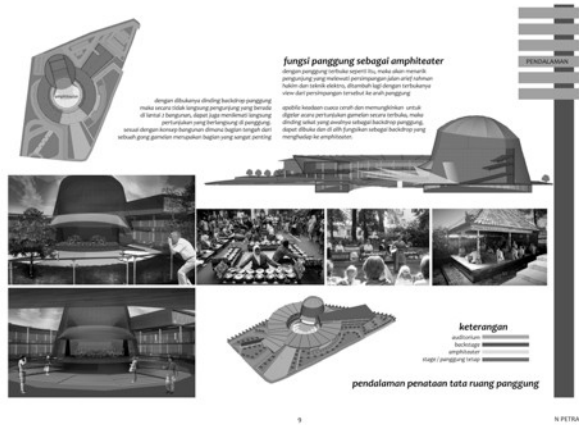 PENDALAMAN
fungsi panggung sebagai amphiteater
dengan panggung terbuka seperti itu, maka akan menarik
pengunjung yang melewati persimpangan jalan arief rahman
hakim dan teknik elektro, ditambah lagi dengan terbukanya
view dari persimpangan tersebut ke arah panggung
dengan dibukanya dinding backdrop panggung
maka secara tidak langsung pengunjung yang berada
di lantai 2 bangunan, dapat juga menikmati langsung
pertunjukan yang berlangsung di panggung.
sesuai dengan konsep bangunan dimana bagian tengah dari
sebuah gong gamelan merupakan bagian yang sangat penting
apabila keadaan cuaca cerah dan memungkinkan untuk
digelar acara pertunjukan gamelan secara terbuka, maka
dinding sekat yang awalnya sebagai backdrop panggung,
dapat dibuka dan di alih fungsikan sebagai backdrop yang
menghadap ke amphiteater.
keterangan
auditorium
backstage
amphiteater
stage / panggung tetap
pendalaman penataan tata ruang panggung
9
N PETRA